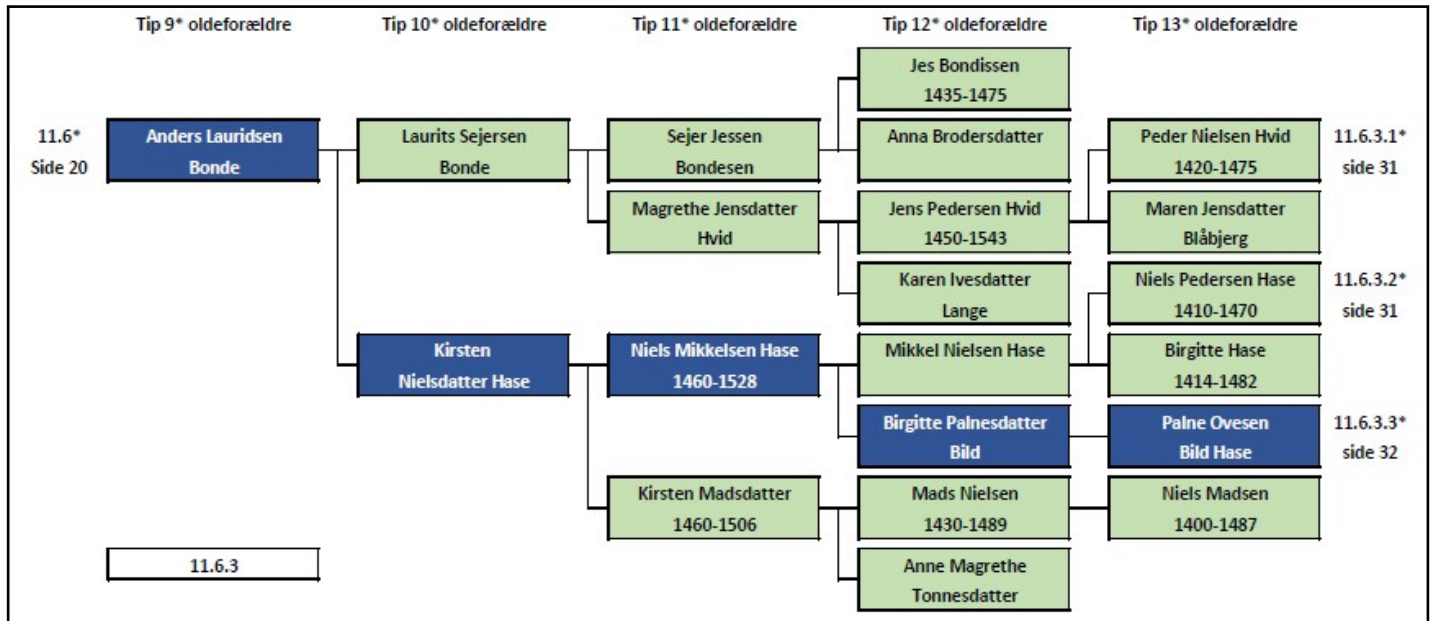 Tip 9* oldeforældre
Tip 10* oldeforældre
Tip 11* oldeforældre
Tip 12* oldeforældre
Tip 13* oldeforældre
Jes Bondissen
1435-1475
11.6*
Side 20
Anders Lauridsen
Bonde
Laurits Sejersen
Bonde
Sejer Jessen
Bondesen
Anna Brodersdatter
Peder Nielsen Hvid
1420-1475
11.6.3.1*
side 31
Magrethe Jensdatter
Hvid
Jens Pedersen Hvid
1450-1543
Maren Jensdatter
Blåbjerg
Karen Ivesdatter
Lange
Niels Pedersen Hase
1410-1470
11.6.3.2*
side 31
Kirsten
Nielsdatter Hase
Niels Mikkelsen Hase
1460-1528
Mikkel Nielsen Hase
Birgitte Hase
1414-1482
Birgitte Palnesdatter
Bild
Palne Ovesen
Bild Hase
11.6.3.3*
side 32
Kirsten Madsdatter
1460-1506
Mads Nielsen
1430-1489
Niels Madsen
1400-1487
11.6.3
Anne Magrethe
Tonnesdatter